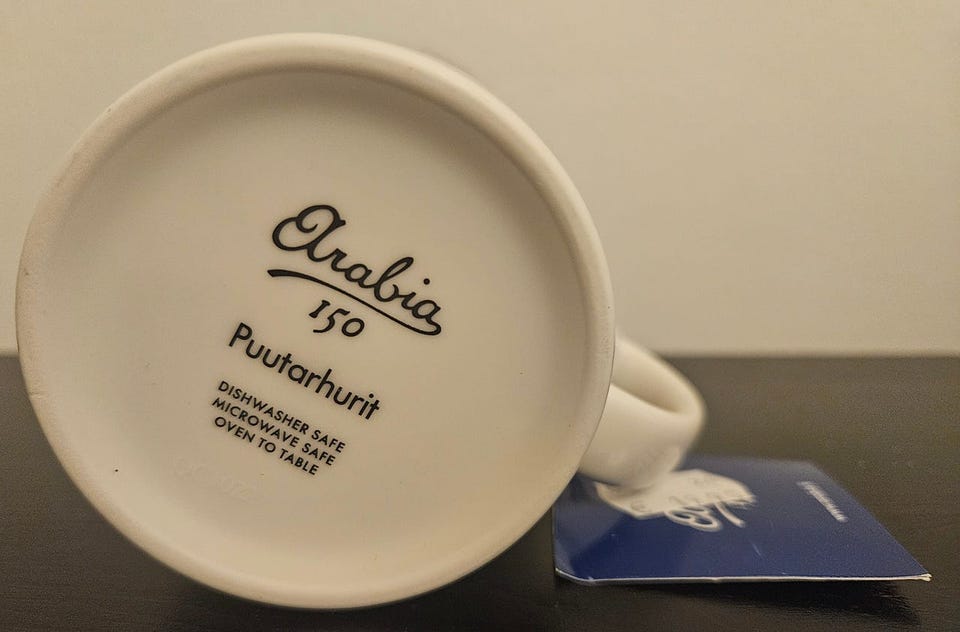 Arabia
150
Puutarhurit
DISHWASHER SAFE
MICROWAVE SAFE
OVEN TO TABLE